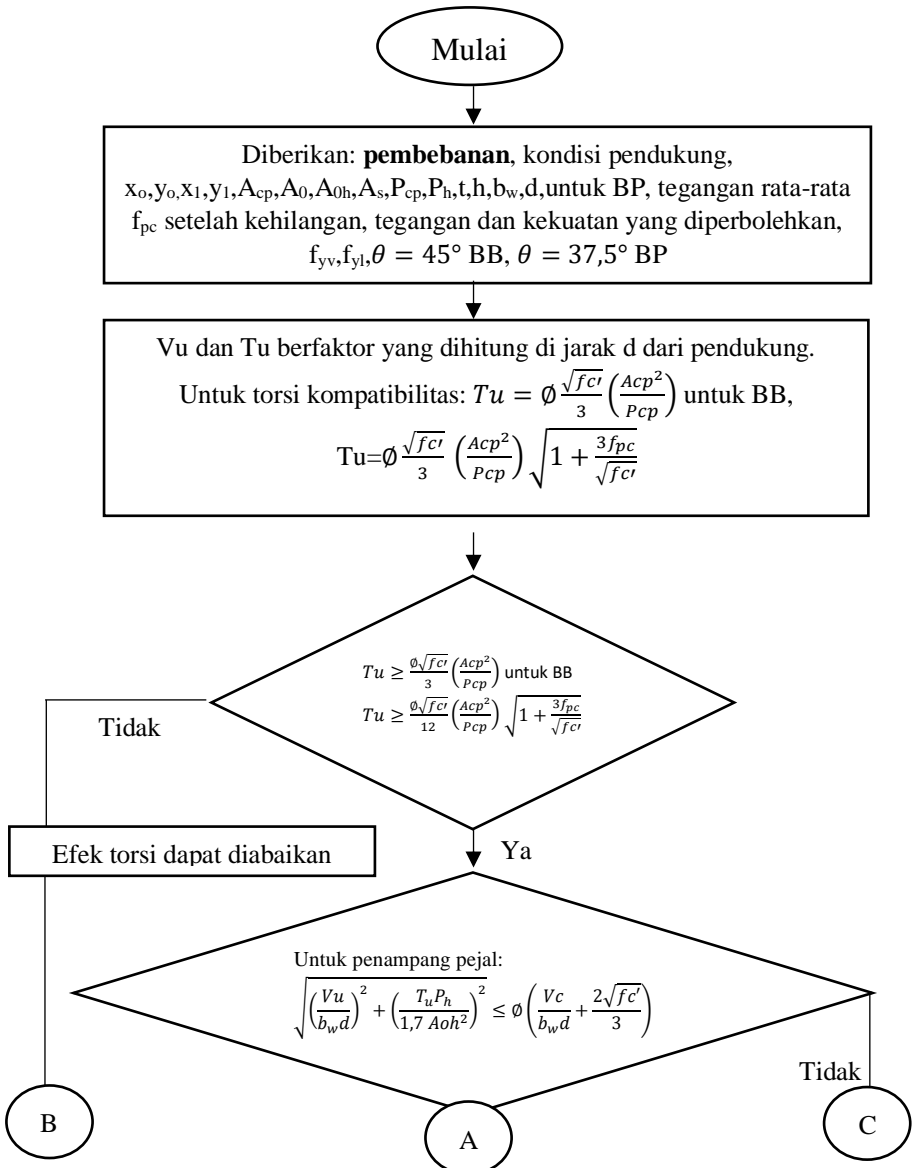 Mulai
Diberikan: pembebanan, kondisi pendukung,
x₀,y₀,x₁,y₁,A_cp,A₀,A₀ₕ,Aₛ,P_cp,Pₕ,t,h,b_w,d,untuk BP, tegangan rata-rata
f_pc setelah kehilangan, tegangan dan kekuatan yang diperbolehkan,
f_yv,f_yl,θ = 45° BB, θ = 37,5° BP
Vu dan Tu berfaktor yang dihitung di jarak d dari pendukung.
Untuk torsi kompatibilitas: Tu = Ø √fc′/3 (Acp²/Pcp) untuk BB,
Tu=Ø √fc′/3 (Acp²/Pcp) √(1 + 3f_pc/√fc′)
Tu ≥ Ø√fc′/3 (Acp²/Pcp) untuk BB
Tu ≥ Ø√fc′/12 (Acp²/Pcp) √(1 + 3f_pc/√fc′)
Tidak
Efek torsi dapat diabaikan
Ya
Untuk penampang pejal:
√((Vu/b_w d)² + (T_u P_h/1,7 Aoh²)²) ≤ Ø (Vc/b_w d + 2√fc′/3)
Tidak
B
A
C